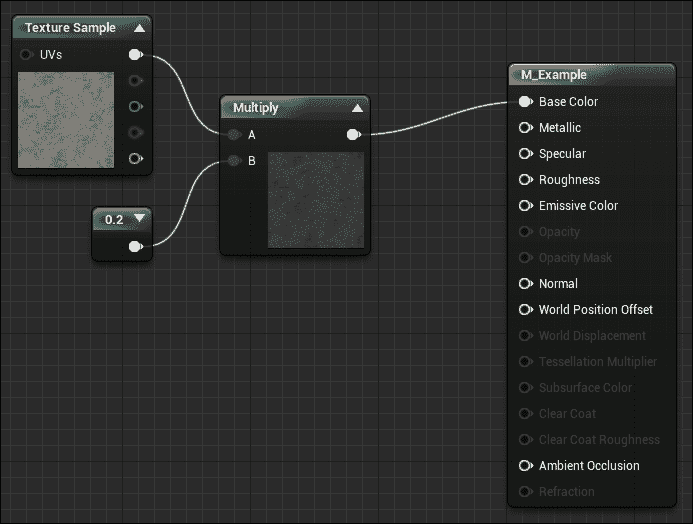 Texture Sample
UVs
0.2
Multiply
A
B
M_Example
Base Color
Metallic
Specular
Roughness
Emissive Color
Opacity
Opacity Mask
Normal
World Position Offset
World Displacement
Tessellation Multiplier
Subsurface Color
Clear Coat
Clear Coat Roughness
Ambient Occlusion
Refraction